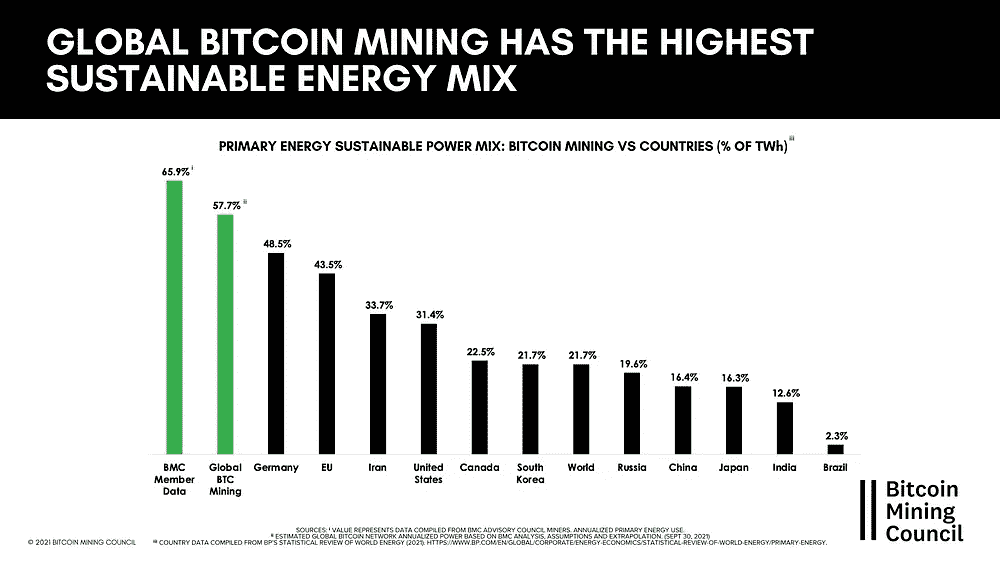 GLOBAL BITCOIN MINING HAS THE HIGHEST
SUSTAINABLE ENERGY MIX
PRIMARY ENERGY SUSTAINABLE POWER MIX: BITCOIN MINING VS COUNTRIES (% OF TWh) iii
65.9% i
57.7% ii
48.5%
43.5%
33.7%
31.4%
22.5%
21.7%
21.7%
19.6%
16.4%
16.3%
12.6%
2.3%
BMC
Member
Data
Global
BTC
Mining
Germany
EU
Iran
United
States
Canada
South
Korea
World
Russia
China
Japan
India
Brazil
Bitcoin
Mining
Council
SOURCES: i VALUE REPRESENTS DATA COMPILED FROM BMC ADVISORY COUNCIL MINERS. ANNUALIZED PRIMARY ENERGY USE.
ii ESTIMATED GLOBAL BITCOIN NETWORK ANNUALIZED POWER BASED ON BMC ANALYSIS, ASSUMPTIONS AND EXTRAPOLATION. (SEPT 30, 2021)
iii COUNTRY DATA COMPILED FROM BP'S STATISTICAL REVIEW OF WORLD ENERGY (2021). HTTPS://WWW.BP.COM/EN/GLOBAL/CORPORATE/ENERGY-ECONOMICS/STATISTICAL-REVIEW-OF-WORLD-ENERGY/PRIMARY-ENERGY.
© 2021 BITCOIN MINING COUNCIL